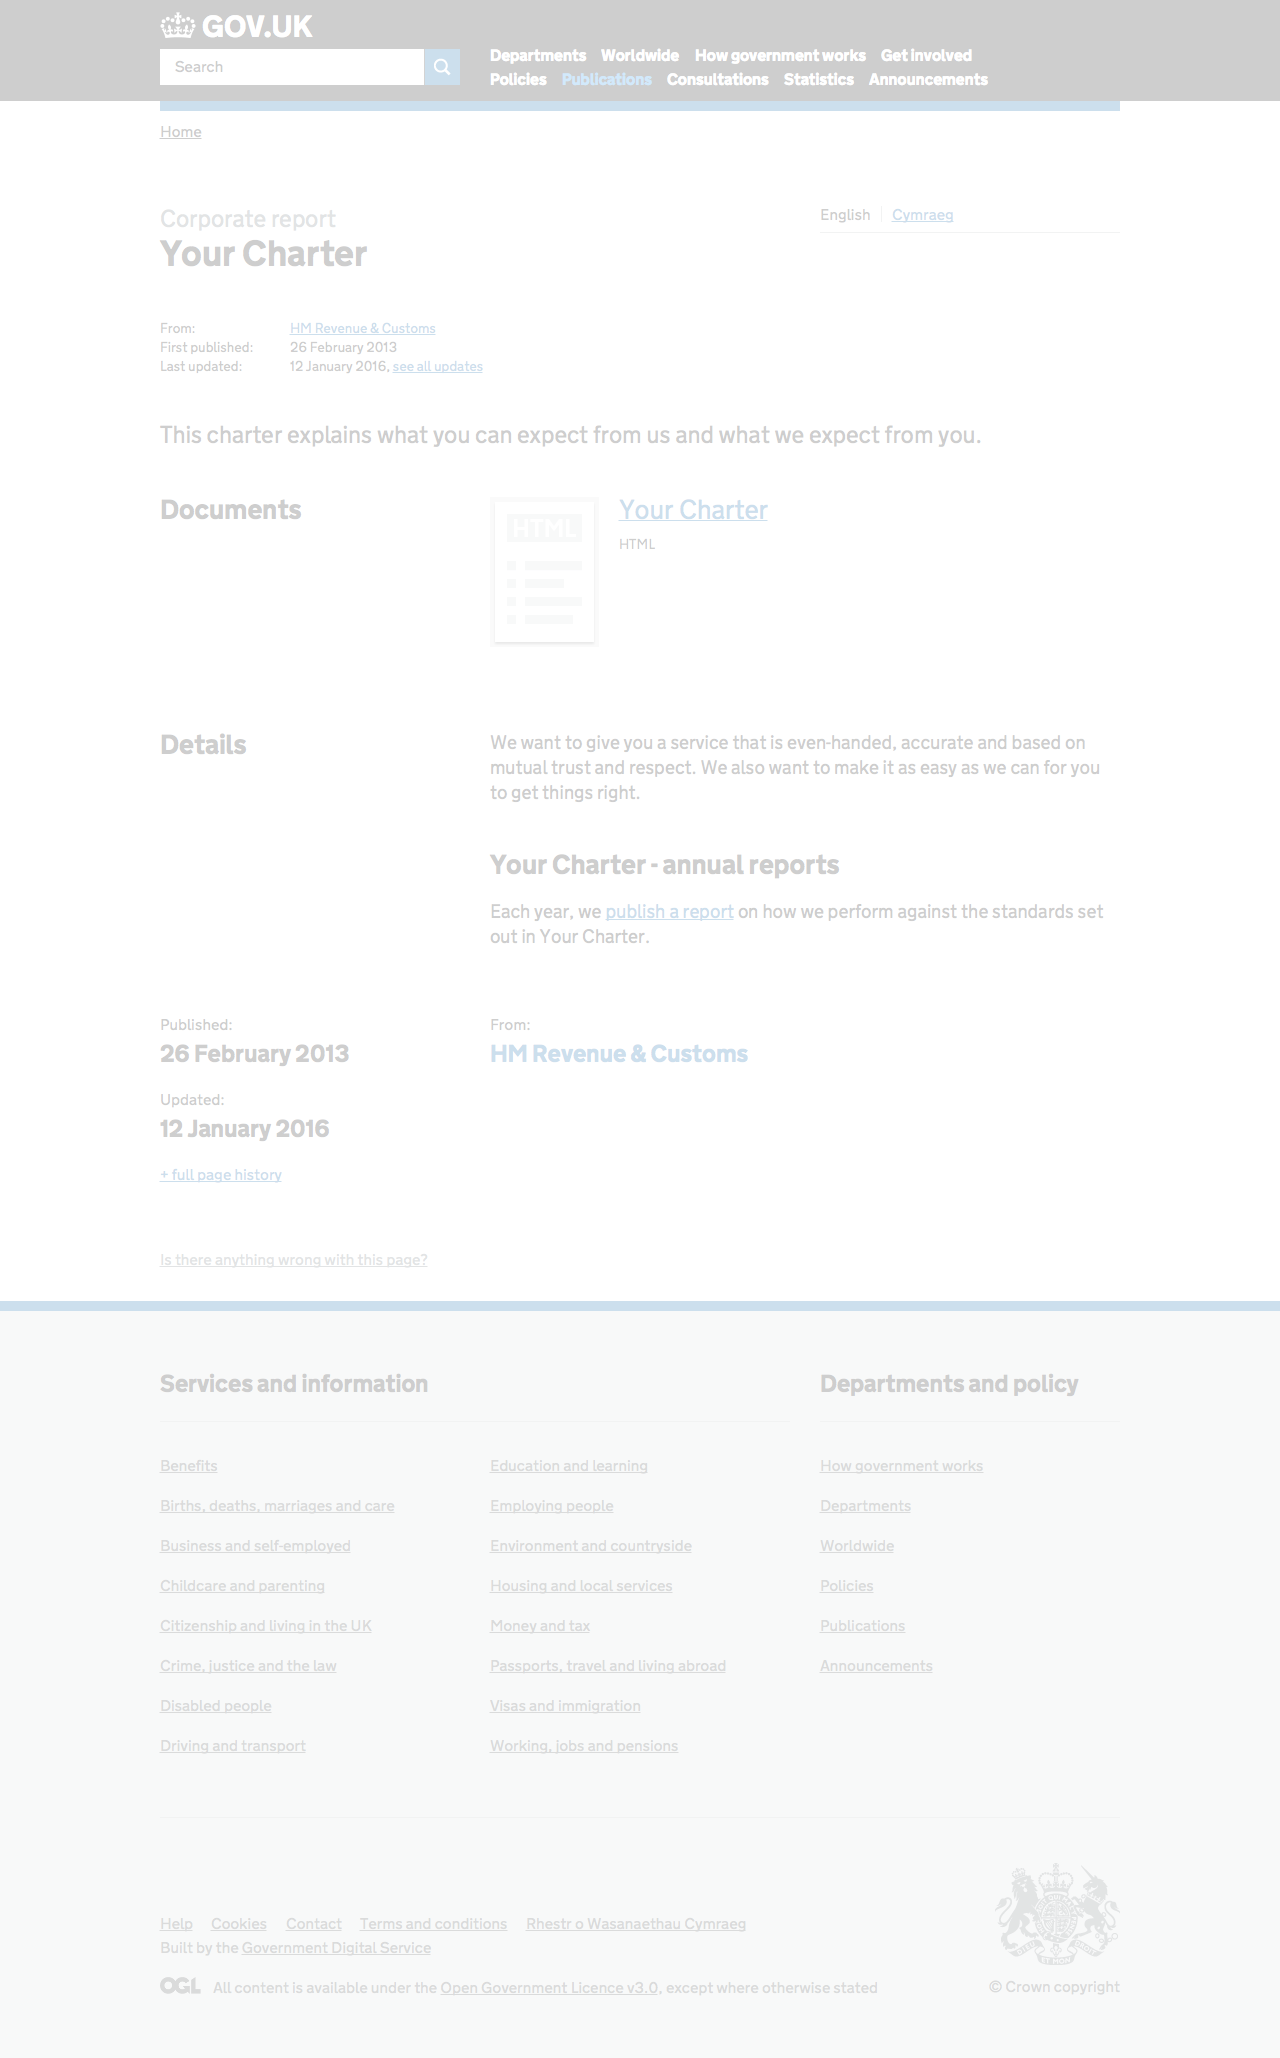 GOV.UK
Search
Departments Worldwide How government works Get involved
Policies Publications Consultations Statistics Announcements
Home
Corporate report
Your Charter
English Cymraeg
From: HM Revenue & Customs
First published: 26 February 2013
Last updated: 12 January 2016, see all updates
This charter explains what you can expect from us and what we expect from you.
Documents
HTML
Your Charter
HTML
Details
We want to give you a service that is even-handed, accurate and based on
mutual trust and respect. We also want to make it as easy as we can for you
to get things right.
Your Charter - annual reports
Each year, we publish a report on how we perform against the standards set
out in Your Charter.
Published:
26 February 2013
From:
HM Revenue & Customs
Updated:
12 January 2016
+ full page history
Is there anything wrong with this page?
Services and information
Benefits
Births, deaths, marriages and care
Business and self-employed
Childcare and parenting
Citizenship and living in the UK
Crime, justice and the law
Disabled people
Driving and transport
Education and learning
Employing people
Environment and countryside
Housing and local services
Money and tax
Passports, travel and living abroad
Visas and immigration
Working, jobs and pensions
Departments and policy
How government works
Departments
Worldwide
Policies
Publications
Announcements
Help Cookies Contact Terms and conditions Rhestr o Wasanaethau Cymraeg
Built by the Government Digital Service
OGL All content is available under the Open Government Licence v3.0, except where otherwise stated
© Crown copyright